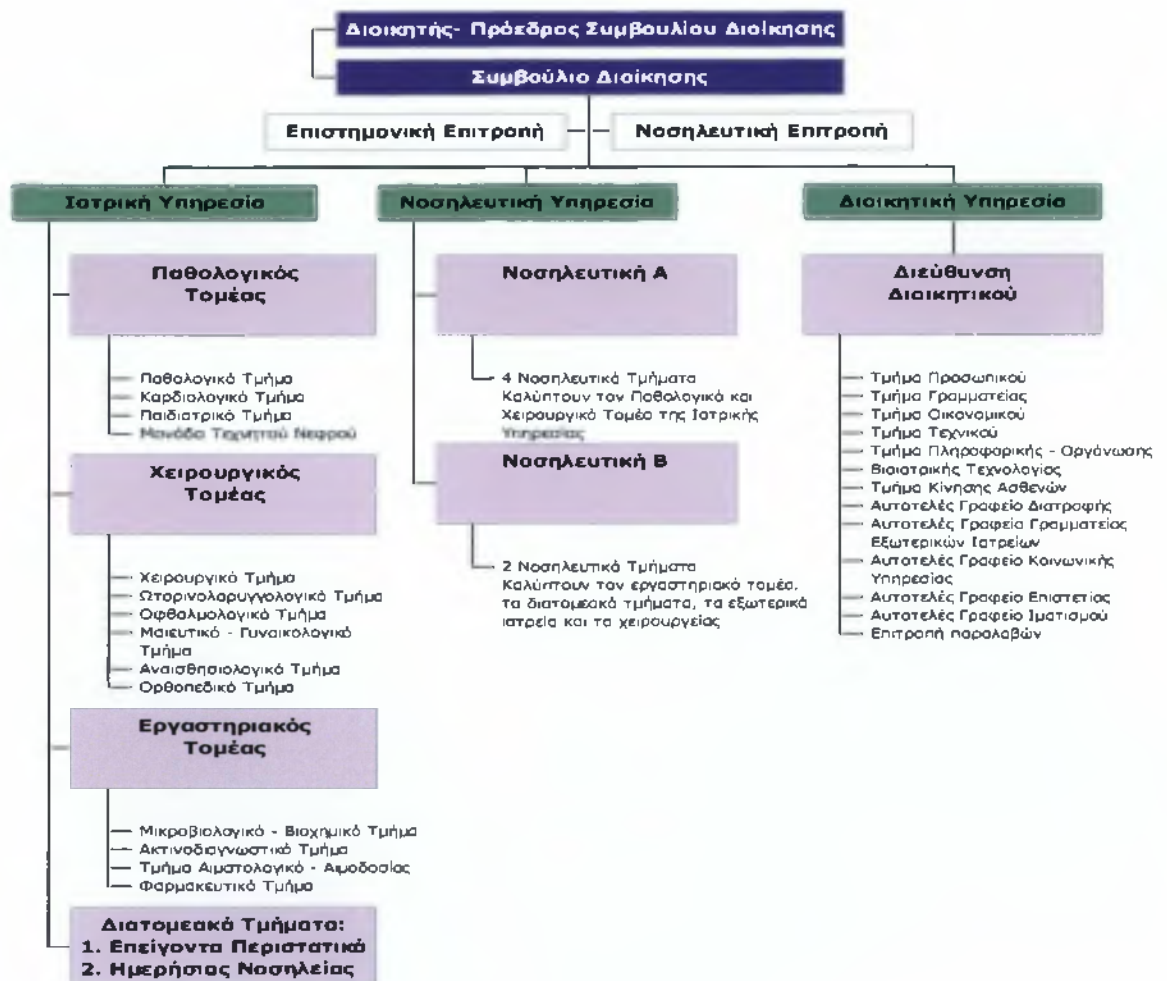 Διοικητής- Πρόεδρος Συμβουλίου Διοίκησης
Συμβούλιο Διοίκησης
Επιστημονική Επιτροπή
Νοσηλευτική Επιτροπή
Ιατρική Υπηρεσία
Παθολογικός
Τομέας
Παθολογικό Τμήμα
Καρδιολογικό Τμήμα
Παιδιατρικό Τμήμα
Μονάδα Τεχνητού Νεφρού
Χειρουργικός
Τομέας
Χειρουργικό Τμήμα
Ωτορινολαρυγγολογικό Τμήμα
Οφθαλμολογικό Τμήμα
Μαιευτικό - Γυναικολογικό
Τμήμα
Αναισθησιολογικό Τμήμα
Ορθοπεδικό Τμήμα
Εργαστηριακός
Τομέας
Μικροβιολογικό - Βιοχημικό Τμήμα
Ακτινοδιαγνωστικό Τμήμα
Τμήμα Αιματολογικό - Αιμοδοσίας
Φαρμακευτικό Τμήμα
Διατομεακά Τμήματα:
1. Επείγοντα Περιστατικά
2. Ημερήσιας Νοσηλείας
Νοσηλευτική Υπηρεσία
Νοσηλευτική Α
4 Νοσηλευτικά Τμήματα
Καλύπτουν τον Παθολογικό και
Χειρουργικό Τομέα της Ιατρικής
Υπηρεσίας
Νοσηλευτική Β
2 Νοσηλευτικά Τμήματα
Καλύπτουν τον εργαστηριακό τομέα,
τα διατομεακά τμήματα, τα εξωτερικά
ιατρεία και τα χειρουργεία
Διοικητική Υπηρεσία
Διεύθυνση
Διοικητικού
Τμήμα Προσωπικού
Τμήμα Γραμματείας
Τμήμα Οικονομικού
Τμήμα Τεχνικού
Τμήμα Πληροφορικής - Οργάνωσης
Βιοιατρικής Τεχνολογίας
Τμήμα Κίνησης Ασθενών
Αυτοτελές Γραφείο Διατροφής
Αυτοτελές Γραφείο Γραμματείας
Εξωτερικών Ιατρείων
Αυτοτελές Γραφείο Κοινωνικής
Υπηρεσίας
Αυτοτελές Γραφείο Επιστετίας
Αυτοτελές Γραφείο Ιματισμού
Επιτροπή παραλαβών